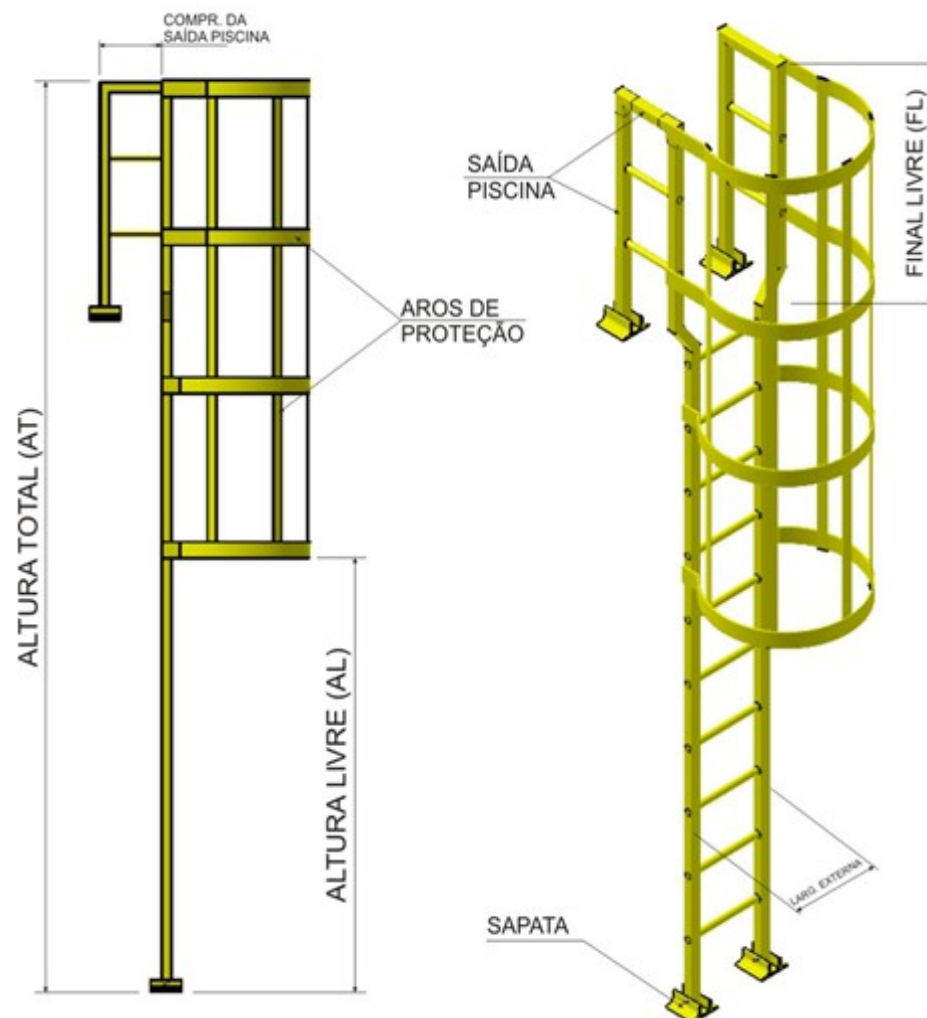 COMPR. DA
SAÍDA PISCINA
ALTURA TOTAL (AT)
AROS DE
PROTEÇÃO
ALTURA LIVRE (AL)
SAÍDA
PISCINA
FINAL LIVRE (FL)
LARG. EXTERNA
SAPATA